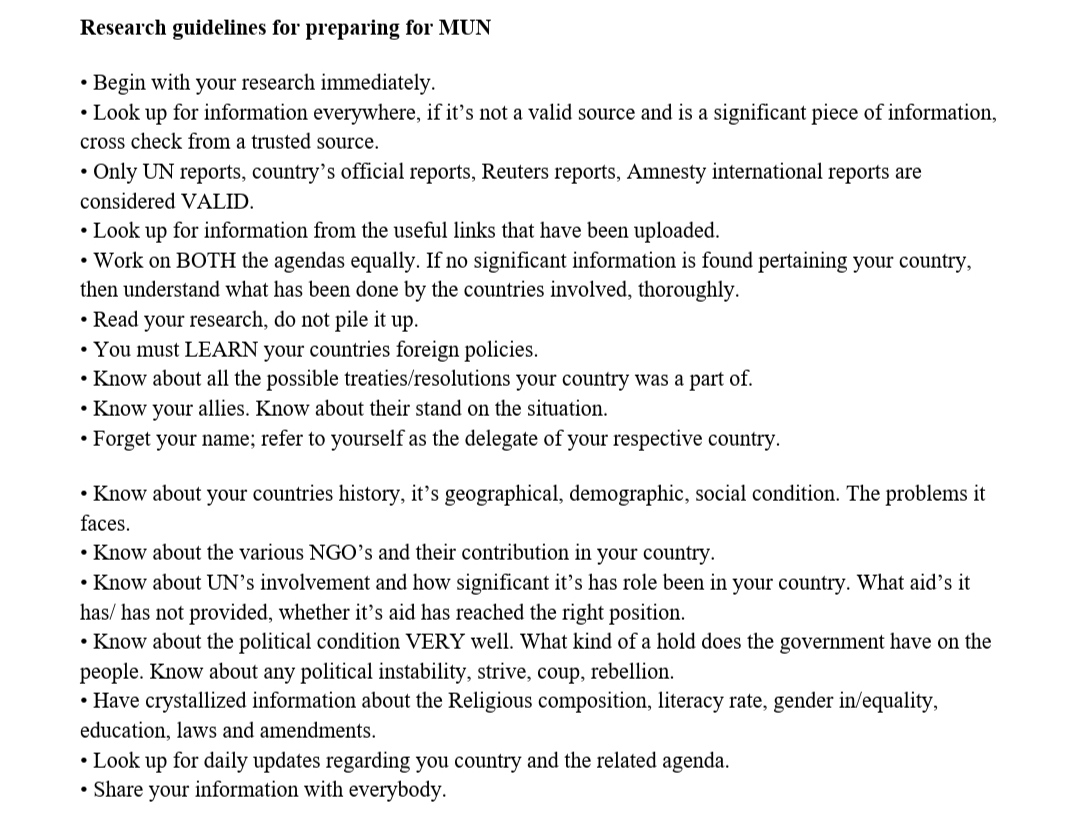 Research guidelines for preparing for MUN
• Begin with your research immediately.
• Look up for information everywhere, if it’s not a valid source and is a significant piece of information,
cross check from a trusted source.
• Only UN reports, country’s official reports, Reuters reports, Amnesty international reports are
considered VALID.
• Look up for information from the useful links that have been uploaded.
• Work on BOTH the agendas equally. If no significant information is found pertaining your country,
then understand what has been done by the countries involved, thoroughly.
• Read your research, do not pile it up.
• You must LEARN your countries foreign policies.
• Know about all the possible treaties/resolutions your country was a part of.
• Know your allies. Know about their stand on the situation.
• Forget your name; refer to yourself as the delegate of your respective country.
• Know about your countries history, it’s geographical, demographic, social condition. The problems it
faces.
• Know about the various NGO’s and their contribution in your country.
• Know about UN’s involvement and how significant it’s has role been in your country. What aid’s it
has/ has not provided, whether it’s aid has reached the right position.
• Know about the political condition VERY well. What kind of a hold does the government have on the
people. Know about any political instability, strive, coup, rebellion.
• Have crystallized information about the Religious composition, literacy rate, gender in/equality,
education, laws and amendments.
• Look up for daily updates regarding you country and the related agenda.
• Share your information with everybody.